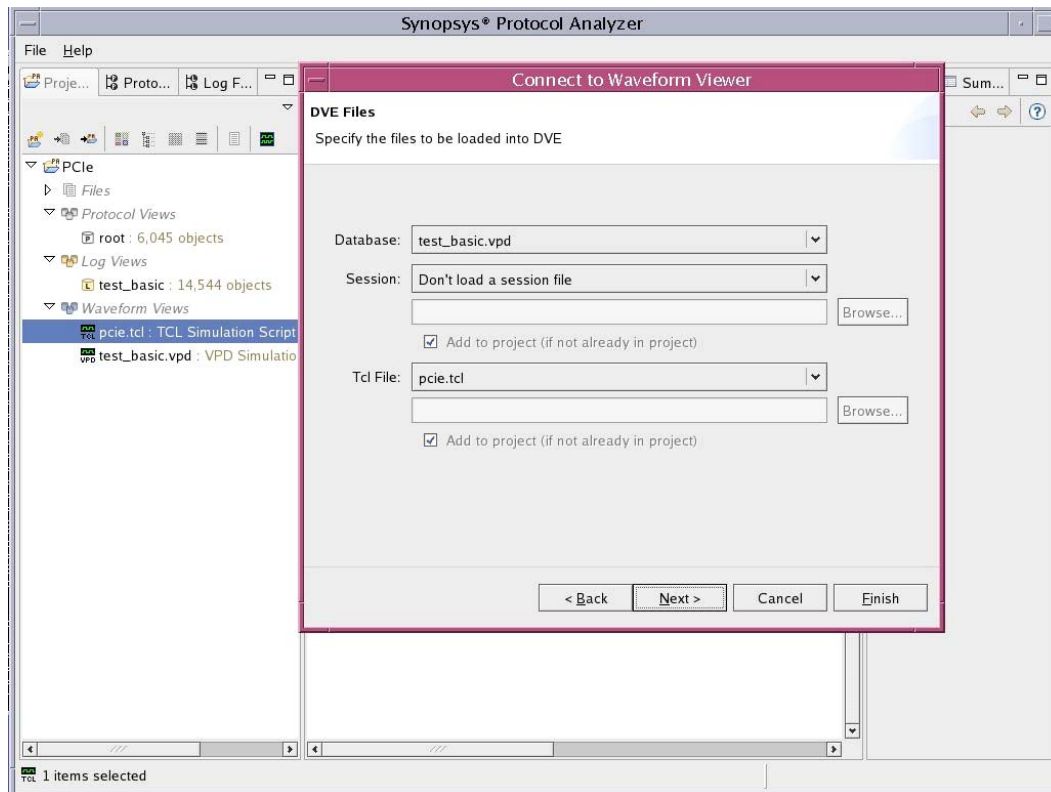 Synopsys® Protocol Analyzer
File Help
Proje... Proto... Log F...
Sum...
PCIe
Files
Protocol Views
root : 6,045 objects
Log Views
test_basic : 14,544 objects
Waveform Views
TCL pcie.tcl : TCL Simulation Script
VPD test_basic.vpd : VPD Simulatio
Connect to Waveform Viewer
DVE Files
Specify the files to be loaded into DVE
Database: test_basic.vpd
Session: Don't load a session file
Browse...
Add to project (if not already in project)
Tcl File: pcie.tcl
Browse...
Add to project (if not already in project)
< Back Next > Cancel Finish
TCL 1 items selected